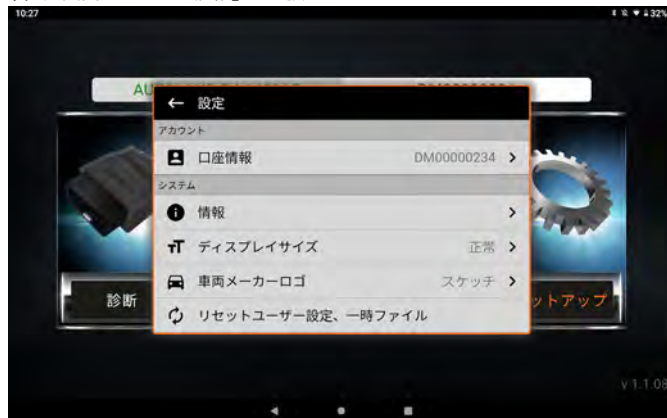 10:27
32%
AU
← 設定
アカウント
口座情報 DM00000234 >
システム
情報 >
ディスプレイサイズ 正常 >
車両メーカーロゴ スケッチ >
リセットユーザー設定、一時ファイル
診断
ットアップ
v 1.1.08